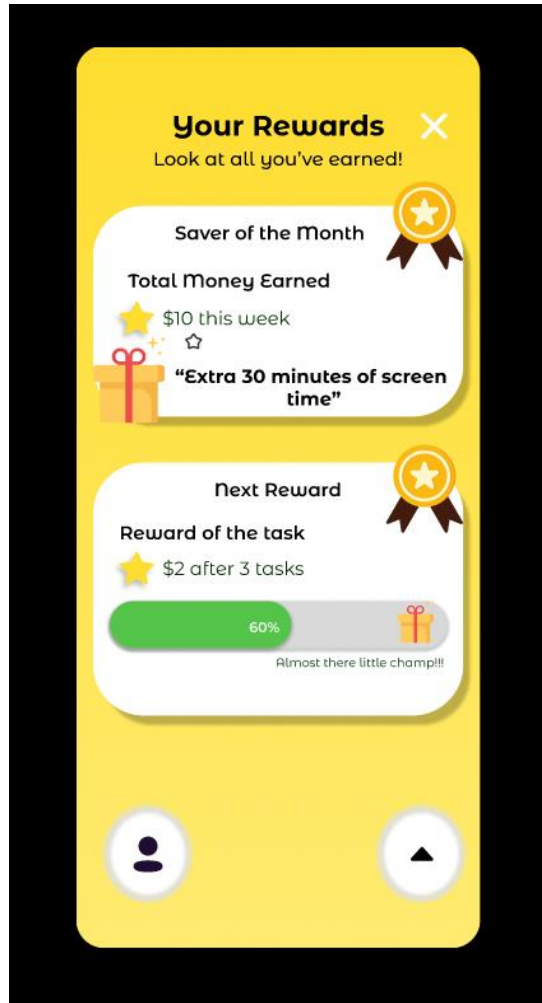 Your Rewards
Look at all you've earned!
Saver of the Month
Total Money Earned
$10 this week
“Extra 30 minutes of screen
time”
Next Reward
Reward of the task
$2 after 3 tasks
60%
Almost there little champ!!!